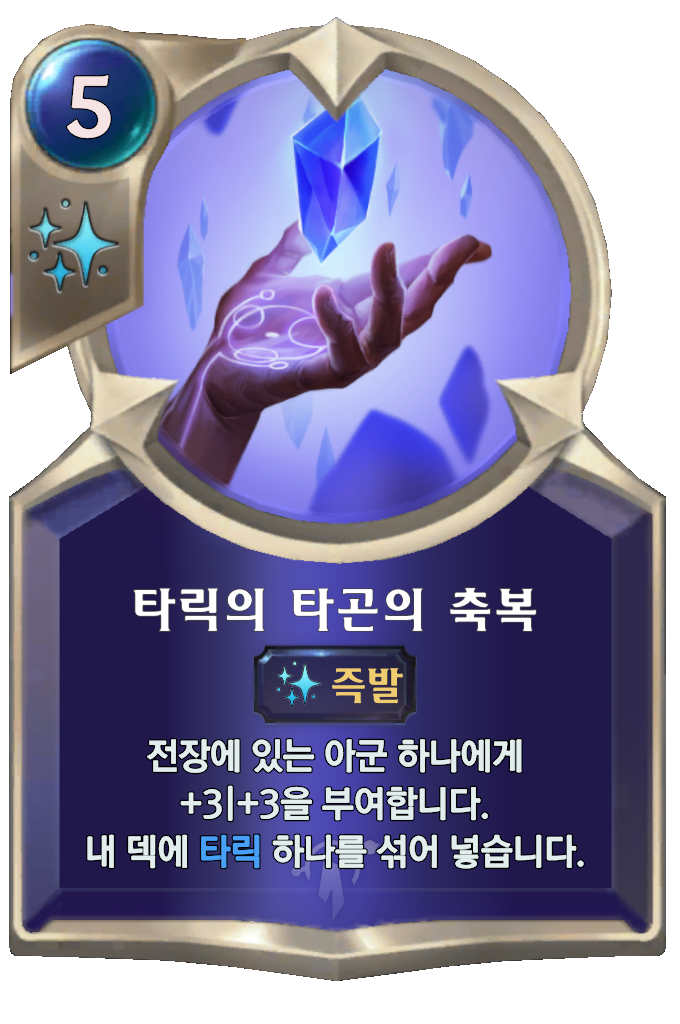 5
타릭의 타곤의 축복
즉발
전장에 있는 아군 하나에게
+3|+3을 부여합니다.
내 덱에 타릭 하나를 섞어 넣습니다.